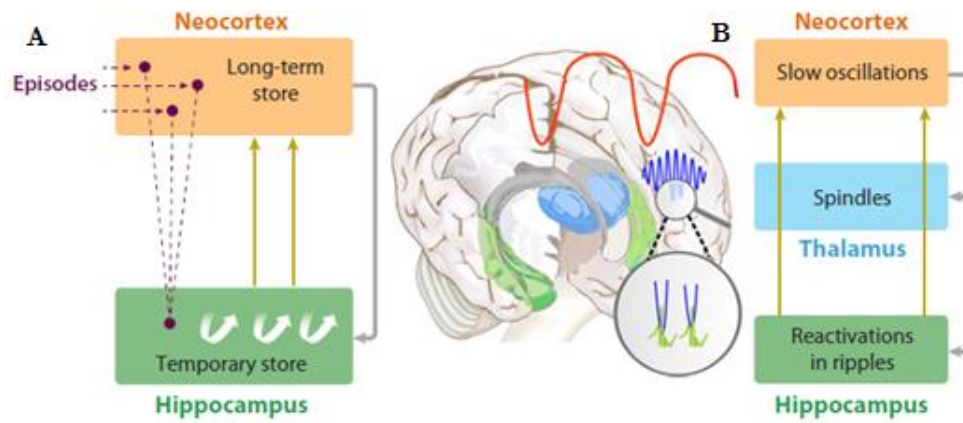 A
Neocortex
Episodes
Long-term
store
Temporary store
Hippocampus
B
Neocortex
Slow oscillations
Spindles
Thalamus
Reactivations
in ripples
Hippocampus